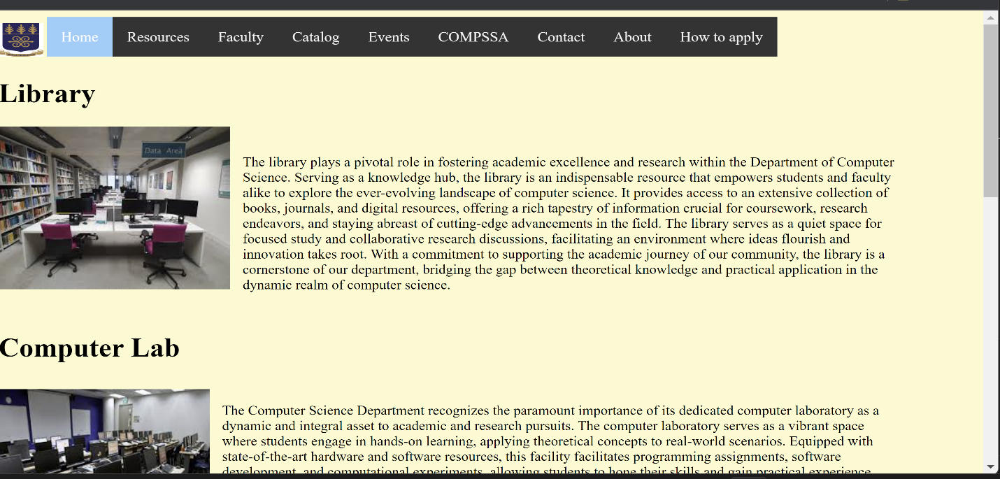 Home Resources Faculty Catalog Events COMPSSA Contact About How to apply
Library
Data Area
The library plays a pivotal role in fostering academic excellence and research within the Department of Computer
Science. Serving as a knowledge hub, the library is an indispensable resource that empowers students and faculty
alike to explore the ever-evolving landscape of computer science. It provides access to an extensive collection of
books, journals, and digital resources, offering a rich tapestry of information crucial for coursework, research
endeavors, and staying abreast of cutting-edge advancements in the field. The library serves as a quiet space for
focused study and collaborative research discussions, facilitating an environment where ideas flourish and
innovation takes root. With a commitment to supporting the academic journey of our community, the library is a
cornerstone of our department, bridging the gap between theoretical knowledge and practical application in the
dynamic realm of computer science.
Computer Lab
The Computer Science Department recognizes the paramount importance of its dedicated computer laboratory as a
dynamic and integral asset to academic and research pursuits. The computer laboratory serves as a vibrant space
where students engage in hands-on learning, applying theoretical concepts to real-world scenarios. Equipped with
state-of-the-art hardware and software resources, this facility facilitates programming assignments, software
development, and computational experiments, allowing students to hone their skills and gain practical experience